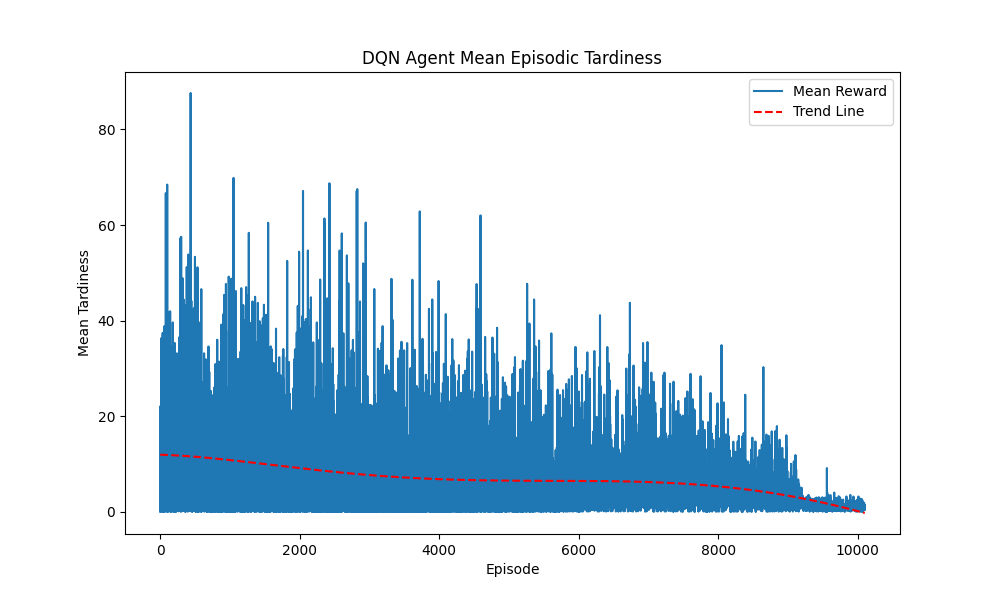 DQN Agent Mean Episodic Tardiness
Mean Reward
Trend Line
Mean Tardiness
80
60
40
20
0
0 2000 4000 6000 8000 10000
Episode